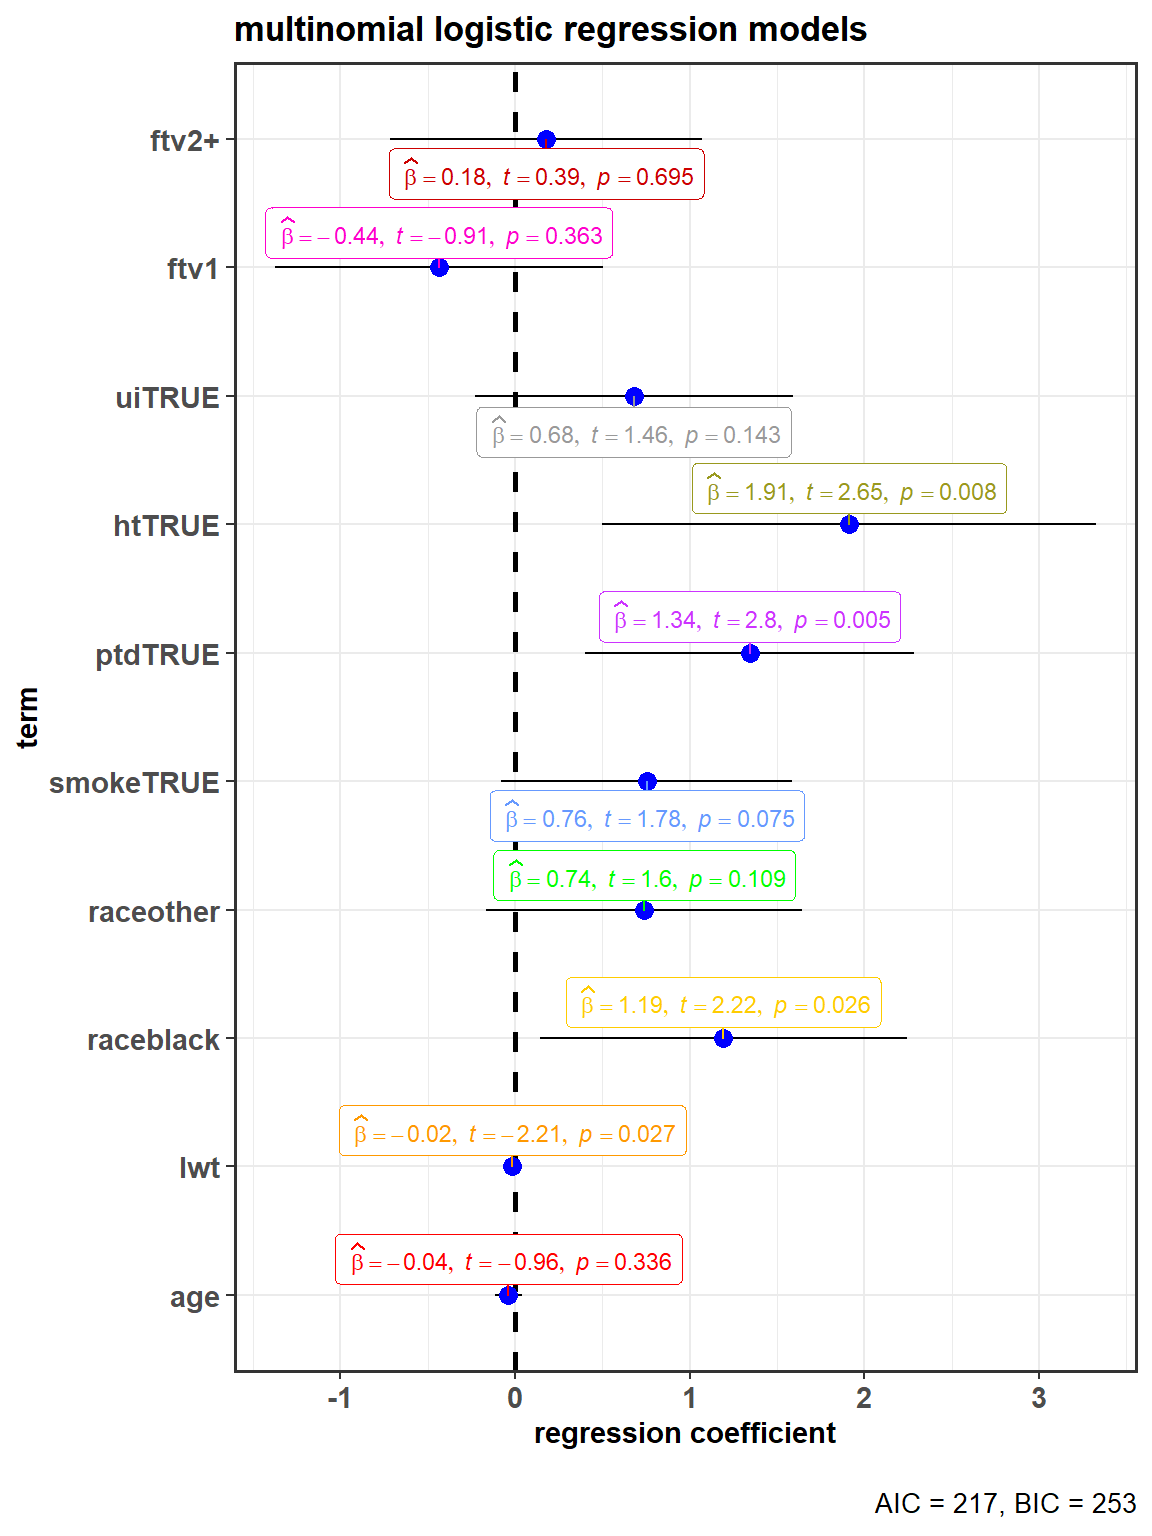 multinomial logistic regression models
ftv2+
β̂ = 0.18, t = 0.39, p = 0.695
β̂ = −0.44, t = −0.91, p = 0.363
ftv1
uiTRUE
β̂ = 0.68, t = 1.46, p = 0.143
β̂ = 1.91, t = 2.65, p = 0.008
htTRUE
β̂ = 1.34, t = 2.8, p = 0.005
ptdTRUE
term
smokeTRUE
β̂ = 0.76, t = 1.78, p = 0.075
β̂ = 0.74, t = 1.6, p = 0.109
raceother
β̂ = 1.19, t = 2.22, p = 0.026
raceblack
β̂ = −0.02, t = −2.21, p = 0.027
lwt
β̂ = −0.04, t = −0.96, p = 0.336
age
-1 0 1 2 3
regression coefficient
AIC = 217, BIC = 253